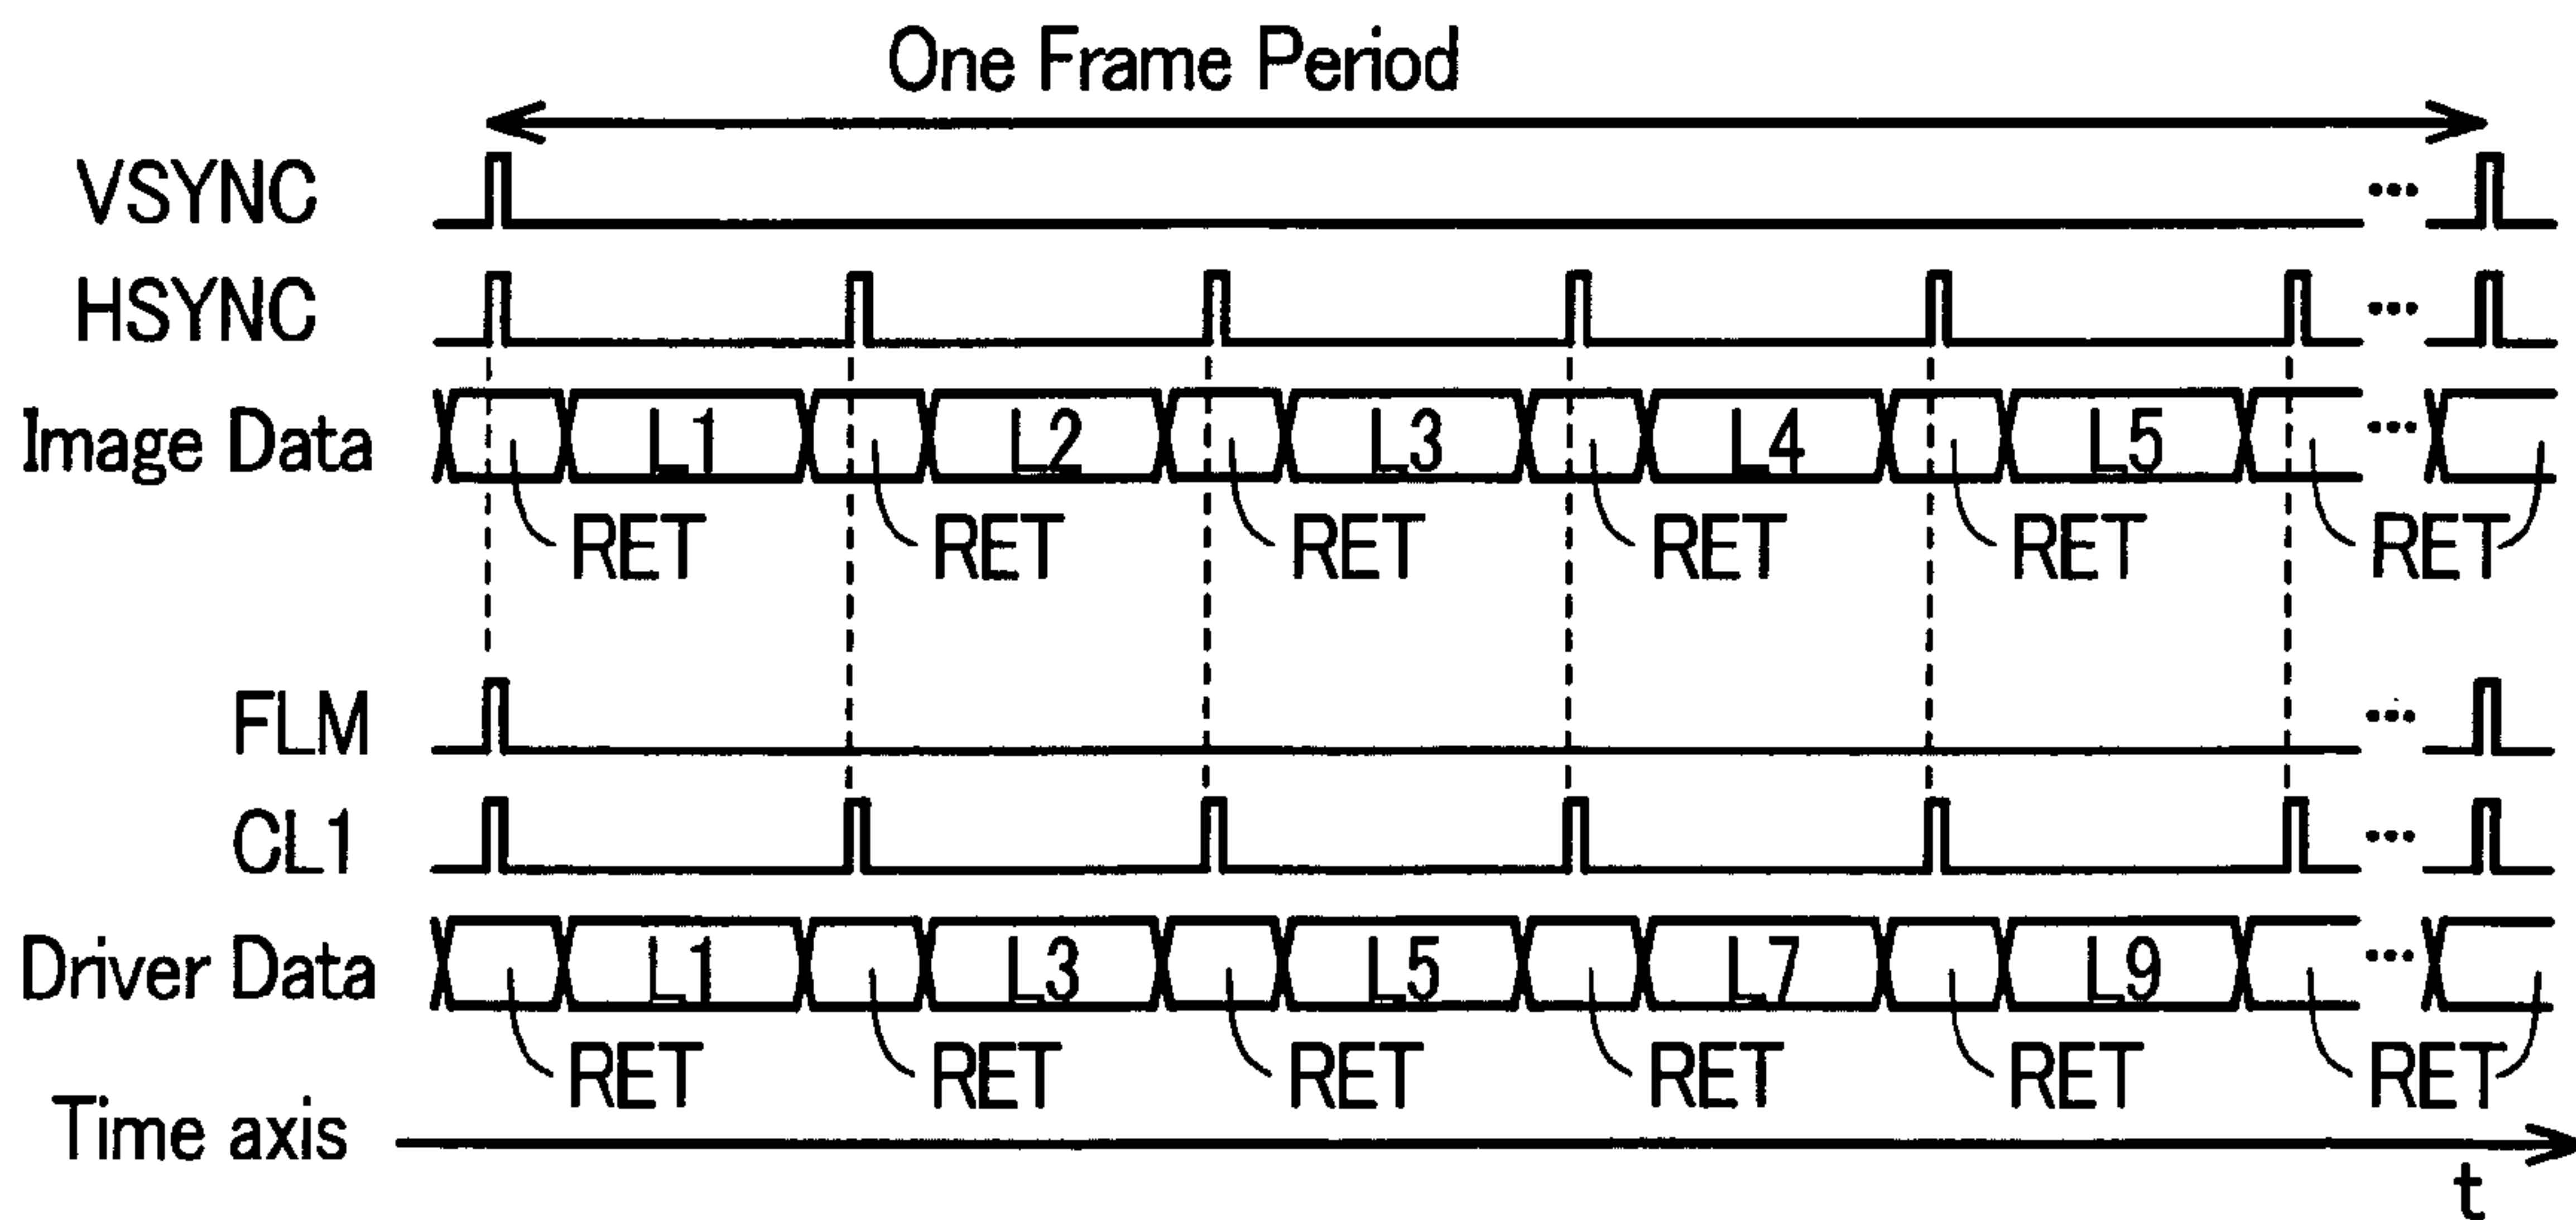 One Frame Period
VSYNC ...
HSYNC ...
Image Data L1 L2 L3 L4 L5 ...
RET RET RET RET RET RET
FLM ...
CL1 ...
Driver Data L1 L3 L5 L7 L9 ...
RET RET RET RET RET RET
Time axis
t